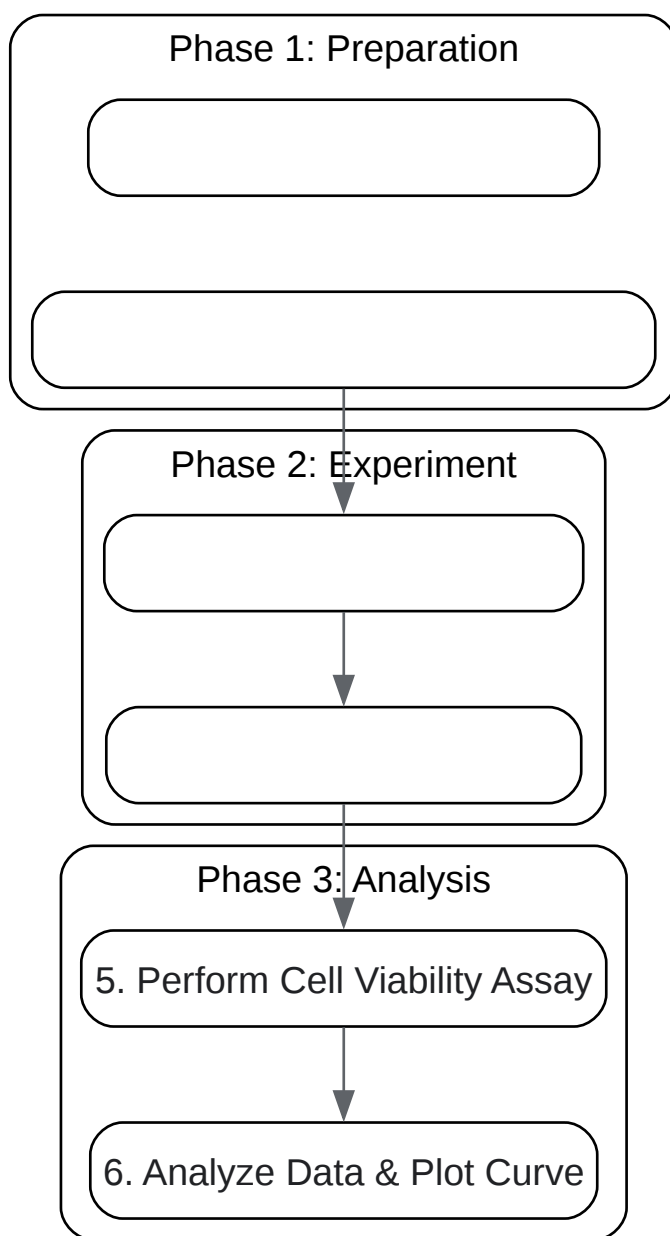 Phase 1: Preparation
Phase 2: Experiment
Phase 3: Analysis
5. Perform Cell Viability Assay
6. Analyze Data & Plot Curve